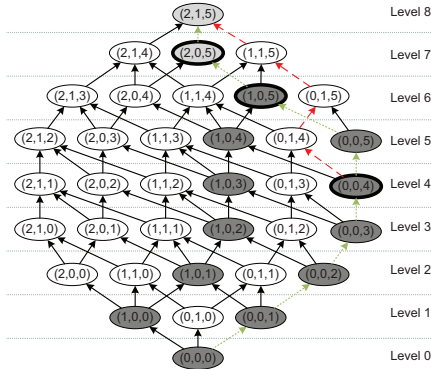 (2,1,5) Level 8
(2,1,4) (2,0,5) (1,1,5) Level 7
(2,1,3) (2,0,4) (1,1,4) (1,0,5) (0,1,5) Level 6
(2,1,2) (2,0,3) (1,1,3) (1,0,4) (0,1,4) (0,0,5) Level 5
(2,1,1) (2,0,2) (1,1,2) (1,0,3) (0,1,3) (0,0,4) Level 4
(2,1,0) (2,0,1) (1,1,1) (1,0,2) (0,1,2) (0,0,3) Level 3
(2,0,0) (1,1,0) (1,0,1) (0,1,1) (0,0,2) Level 2
(1,0,0) (0,1,0) (0,0,1) Level 1
(0,0,0) Level 0